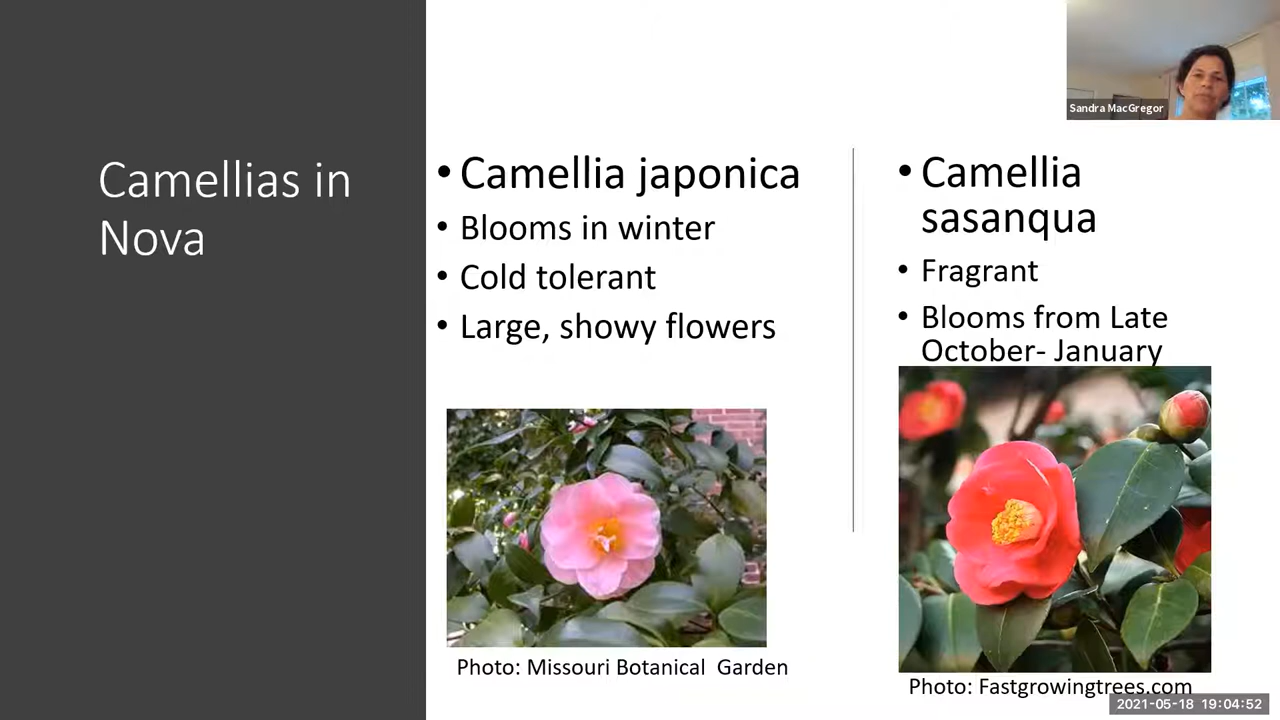 Camellias in
Nova
• Camellia japonica
• Blooms in winter
• Cold tolerant
• Large, showy flowers
Photo: Missouri Botanical  Garden
• Camellia
sasanqua
• Fragrant
• Blooms from Late
October- January
Photo: Fastgrowingtrees.com
Sandra MacGregor
2021-05-18 19:04:52